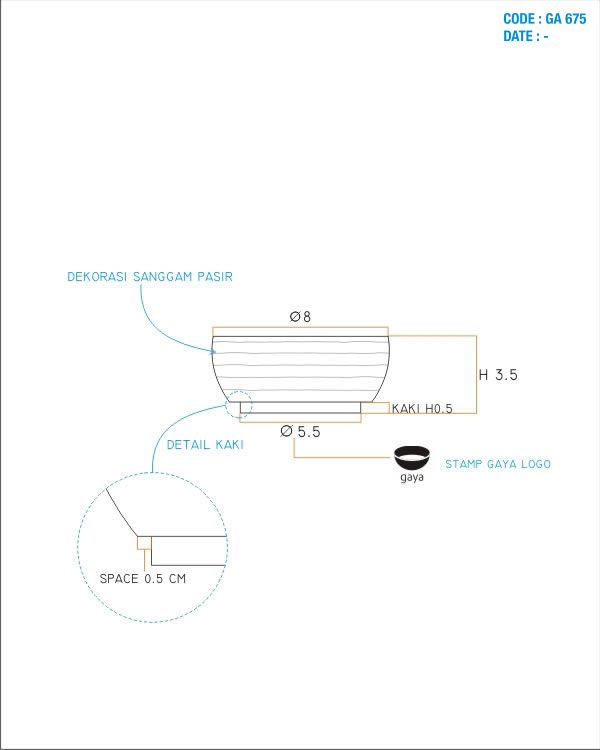 CODE : GA 675
DATE : -
DEKORASI SANGGAM PASIR
Ø8
H 3.5
KAKI H0.5
Ø 5.5
DETAIL KAKI
gaya
STAMP GAYA LOGO
SPACE 0.5 CM